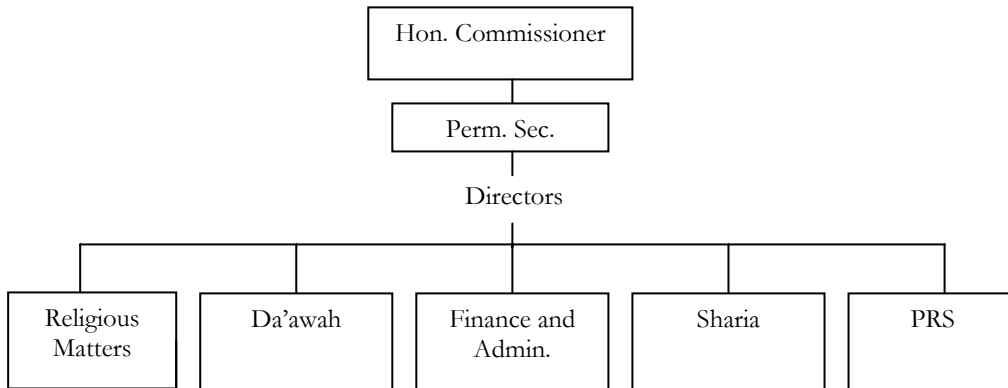 Hon. Commissioner
Perm. Sec.
Directors
Religious
Matters
Da'awah
Finance and
Admin.
Sharia
PRS